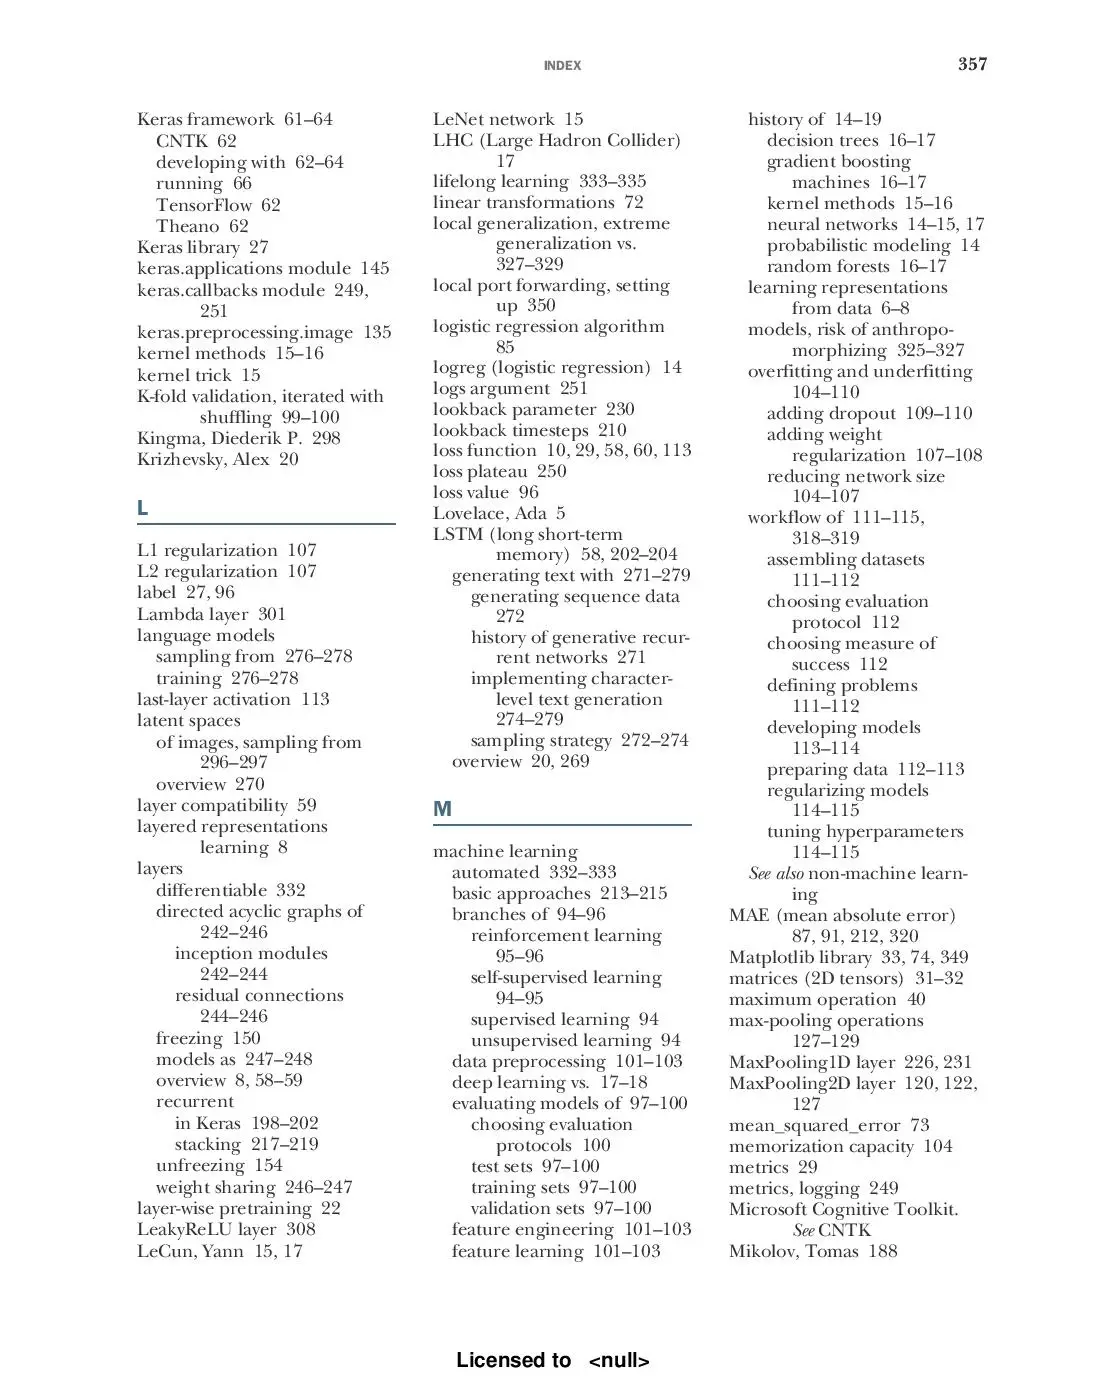 INDEX
357
Keras framework 61–64
CNTK 62
developing with 62–64
running 66
TensorFlow 62
Theano 62
Keras library 27
keras.applications module 145
keras.callbacks module 249,
251
keras.preprocessing.image 135
kernel methods 15–16
kernel trick 15
K-fold validation, iterated with
shuffling 99–100
Kingma, Diederik P. 298
Krizhevsky, Alex 20
L
L1 regularization 107
L2 regularization 107
label 27, 96
Lambda layer 301
language models
sampling from 276–278
training 276–278
last-layer activation 113
latent spaces
of images, sampling from
296–297
overview 270
layer compatibility 59
layered representations
learning 8
layers
differentiable 332
directed acyclic graphs of
242–246
inception modules
242–244
residual connections
244–246
freezing 150
models as 247–248
overview 8, 58–59
recurrent
in Keras 198–202
stacking 217–219
unfreezing 154
weight sharing 246–247
layer-wise pretraining 22
LeakyReLU layer 308
LeCun, Yann 15, 17
LeNet network 15
LHC (Large Hadron Collider)
17
lifelong learning 333–335
linear transformations 72
local generalization, extreme
generalization vs.
327–329
local port forwarding, setting
up 350
logistic regression algorithm
85
logreg (logistic regression) 14
logs argument 251
lookback parameter 230
lookback timesteps 210
loss function 10, 29, 58, 60, 113
loss plateau 250
loss value 96
Lovelace, Ada 5
LSTM (long short-term
memory) 58, 202–204
generating text with 271–279
generating sequence data
272
history of generative recur-
rent networks 271
implementing character-
level text generation
274–279
sampling strategy 272–274
overview 20, 269
M
machine learning
automated 332–333
basic approaches 213–215
branches of 94–96
reinforcement learning
95–96
self-supervised learning
94–95
supervised learning 94
unsupervised learning 94
data preprocessing 101–103
deep learning vs. 17–18
evaluating models of 97–100
choosing evaluation
protocols 100
test sets 97–100
training sets 97–100
validation sets 97–100
feature engineering 101–103
feature learning 101–103
history of 14–19
decision trees 16–17
gradient boosting
machines 16–17
kernel methods 15–16
neural networks 14–15, 17
probabilistic modeling 14
random forests 16–17
learning representations
from data 6–8
models, risk of anthropo-
morphizing 325–327
overfitting and underfitting
104–110
adding dropout 109–110
adding weight
regularization 107–108
reducing network size
104–107
workflow of 111–115,
318–319
assembling datasets
111–112
choosing evaluation
protocol 112
choosing measure of
success 112
defining problems
111–112
developing models
113–114
preparing data 112–113
regularizing models
114–115
tuning hyperparameters
114–115
See also non-machine learn-
ing
MAE (mean absolute error)
87, 91, 212, 320
Matplotlib library 33, 74, 349
matrices (2D tensors) 31–32
maximum operation 40
max-pooling operations
127–129
MaxPooling1D layer 226, 231
MaxPooling2D layer 120, 122,
127
mean_squared_error 73
memorization capacity 104
metrics 29
metrics, logging 249
Microsoft Cognitive Toolkit.
See CNTK
Mikolov, Tomas 188
Licensed to <null>